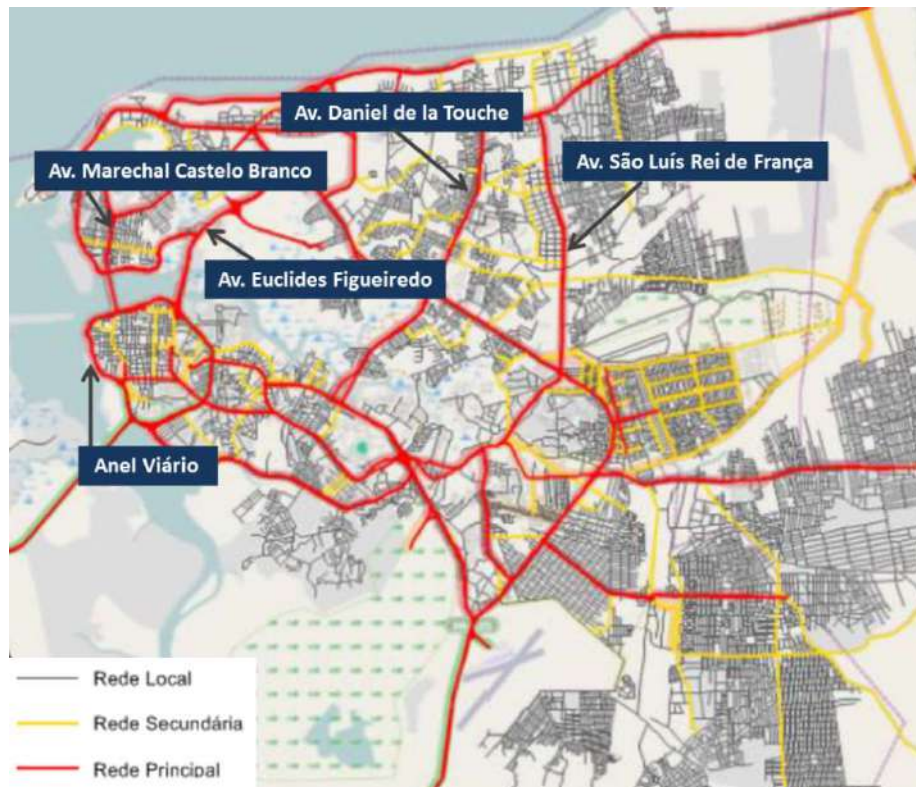 Av. Daniel de la Touche
Av. São Luís Rei de França
Av. Marechal Castelo Branco
Av. Euclides Figueiredo
Anel Viário
Rede Local
Rede Secundária
Rede Principal